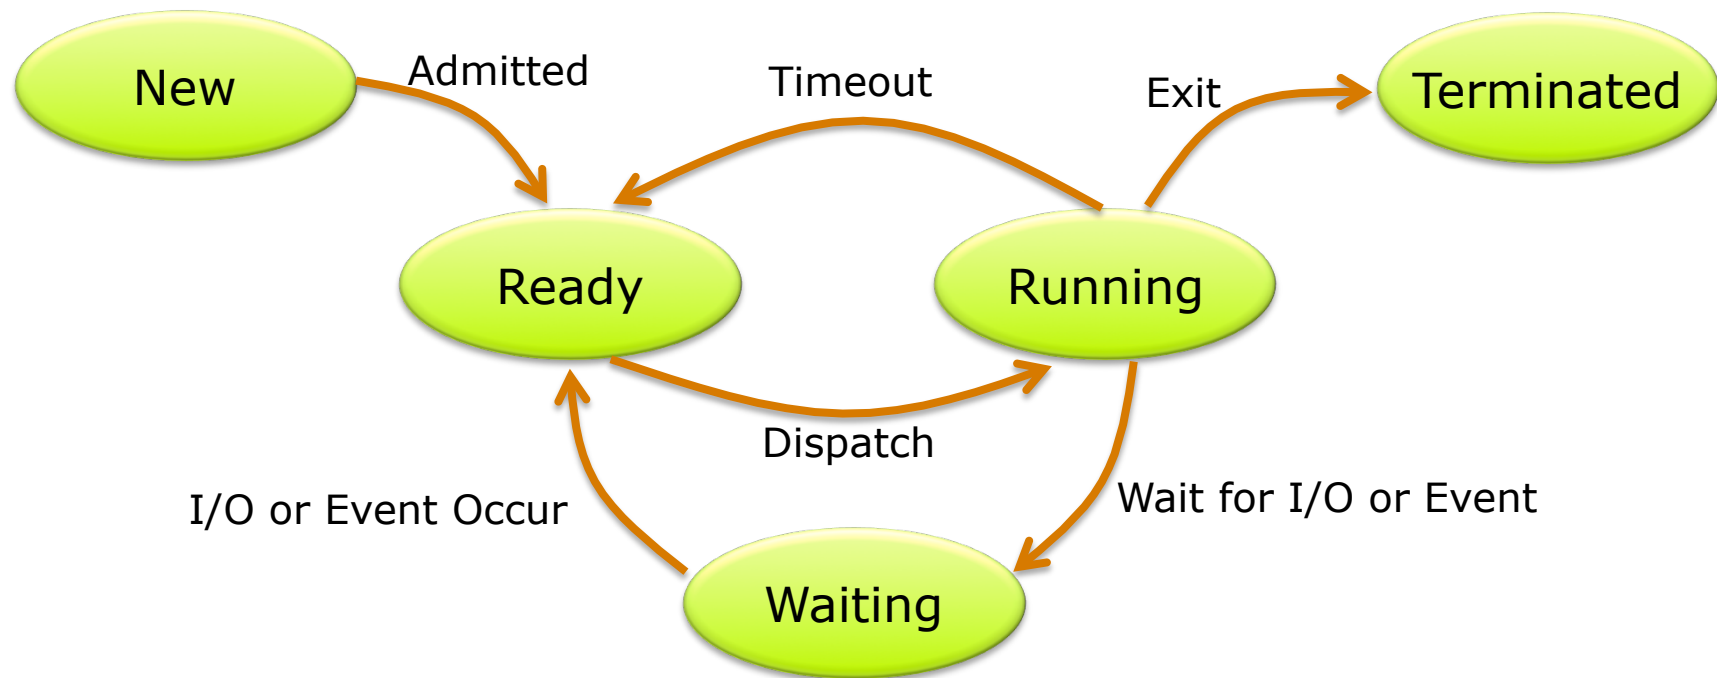 New
Admitted
Timeout
Exit
Terminated
Ready
Running
Dispatch
I/O or Event Occur
Wait for I/O or Event
Waiting